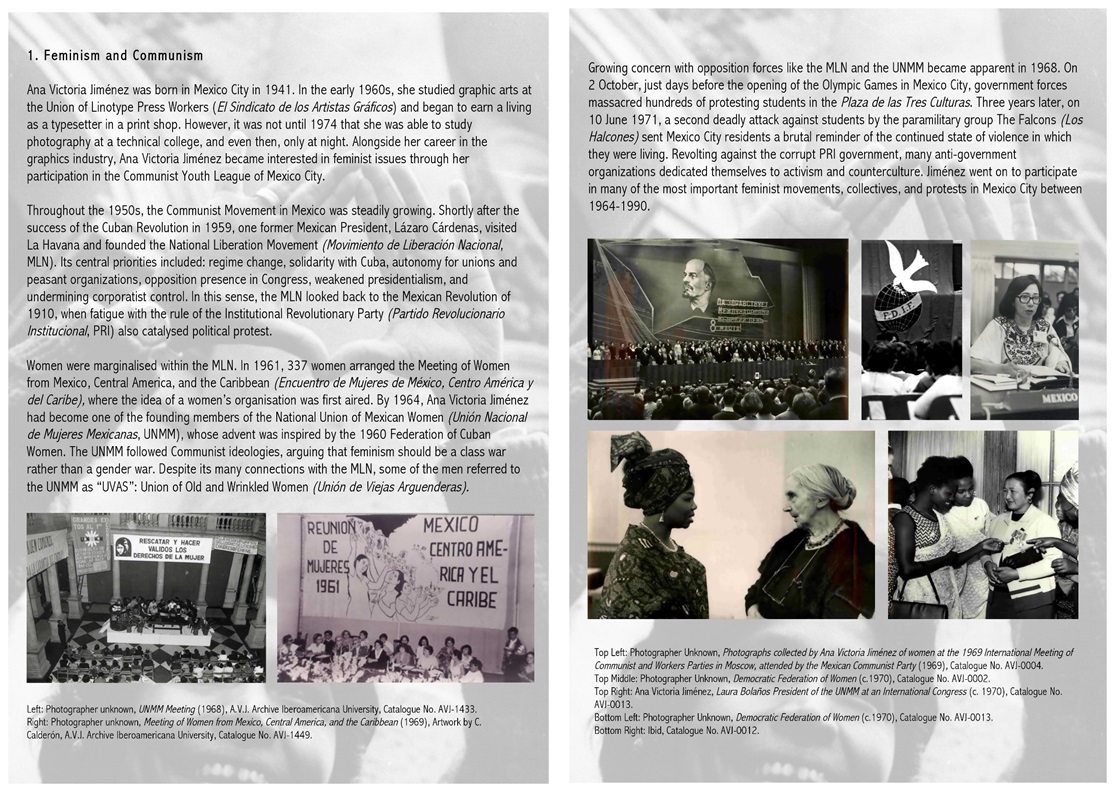 1. Feminism and Communism
Ana Victoria Jiménez was born in Mexico City in 1941. In the early 1960s, she studied graphic arts at
the Union of Linotype Press Workers (El Sindicato de los Artistas Gráficos) and began to earn a living
as a typesetter in a print shop. However, it was not until 1974 that she was able to study
photography at a technical college, and even then, only at night. Alongside her career in the
graphics industry, Ana Victoria Jiménez became interested in feminist issues through her
participation in the Communist Youth League of Mexico City.
Throughout the 1950s, the Communist Movement in Mexico was steadily growing. Shortly after the
success of the Cuban Revolution in 1959, one former Mexican President, Lázaro Cárdenas, visited
La Havana and founded the National Liberation Movement (Movimiento de Liberación Nacional,
MLN). Its central priorities included: regime change, solidarity with Cuba, autonomy for unions and
peasant organizations, opposition presence in Congress, weakened presidentialism, and
undermining corporatist control. In this sense, the MLN looked back to the Mexican Revolution of
1910, when fatigue with the rule of the Institutional Revolutionary Party (Partido Revolucionario
Institucional, PRI) also catalysed political protest.
Women were marginalised within the MLN. In 1961, 337 women arranged the Meeting of Women
from Mexico, Central America, and the Caribbean (Encuentro de Mujeres de México, Centro América y
del Caribe), where the idea of a women's organisation was first aired. By 1964, Ana Victoria Jiménez
had become one of the founding members of the National Union of Mexican Women (Unión Nacional
de Mujeres Mexicanas, UNMM), whose advent was inspired by the 1960 Federation of Cuban
Women. The UNMM followed Communist ideologies, arguing that feminism should be a class war
rather than a gender war. Despite its many connections with the MLN, some of the men referred to
the UNMM as “UVAS”: Union of Old and Wrinkled Women (Unión de Viejas Arguenderas).
RESCATAR Y HACER
VALIDOS LOS
DERECHOS DE LA MUJER
REUNION
DE
MUJERES
1961
MEXICO
CENTRO AME-
RICA Y EL
CARIBE
Left: Photographer unknown, UNMM Meeting (1968), A.V.I. Archive Iberoamericana University, Catalogue No. AVJ-1433.
Right: Photographer unknown, Meeting of Women from Mexico, Central America, and the Caribbean (1969), Artwork by C.
Calderón, A.V.I. Archive Iberoamericana University, Catalogue No. AVJ-1449.
Growing concern with opposition forces like the MLN and the UNMM became apparent in 1968. On
2 October, just days before the opening of the Olympic Games in Mexico City, government forces
massacred hundreds of protesting students in the Plaza de las Tres Culturas. Three years later, on
10 June 1971, a second deadly attack against students by the paramilitary group The Falcons (Los
Halcones) sent Mexico City residents a brutal reminder of the continued state of violence in which
they were living. Revolting against the corrupt PRI government, many anti-government
organizations dedicated themselves to activism and counterculture. Jiménez went on to participate
in many of the most important feminist movements, collectives, and protests in Mexico City between
1964-1990.
ДА ЗДРАВСТВУЕТ
МЕЖДУНАРОДНЫЙ
ЖЕНСКИЙ ДЕНЬ
8 МАРТА!
F.D.I.F.
MEXICO
Top Left: Photographer Unknown, Photographs collected by Ana Victoria Jiménez of women at the 1969 International Meeting of
Communist and Workers Parties in Moscow, attended by the Mexican Communist Party (1969), Catalogue No. AVJ-0004.
Top Middle: Photographer Unknown, Democratic Federation of Women (c.1970), Catalogue No. AVJ-0002.
Top Right: Ana Victoria Jiménez, Laura Bolaños President of the UNMM at an International Congress (c. 1970), Catalogue No.
AVJ-0013.
Bottom Left: Photographer Unknown, Democratic Federation of Women (c.1970), Catalogue No. AVJ-0013.
Bottom Right: Ibid, Catalogue No. AVJ-0012.